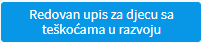 Redovan upis za djecu sa
teškoćama u razvoju